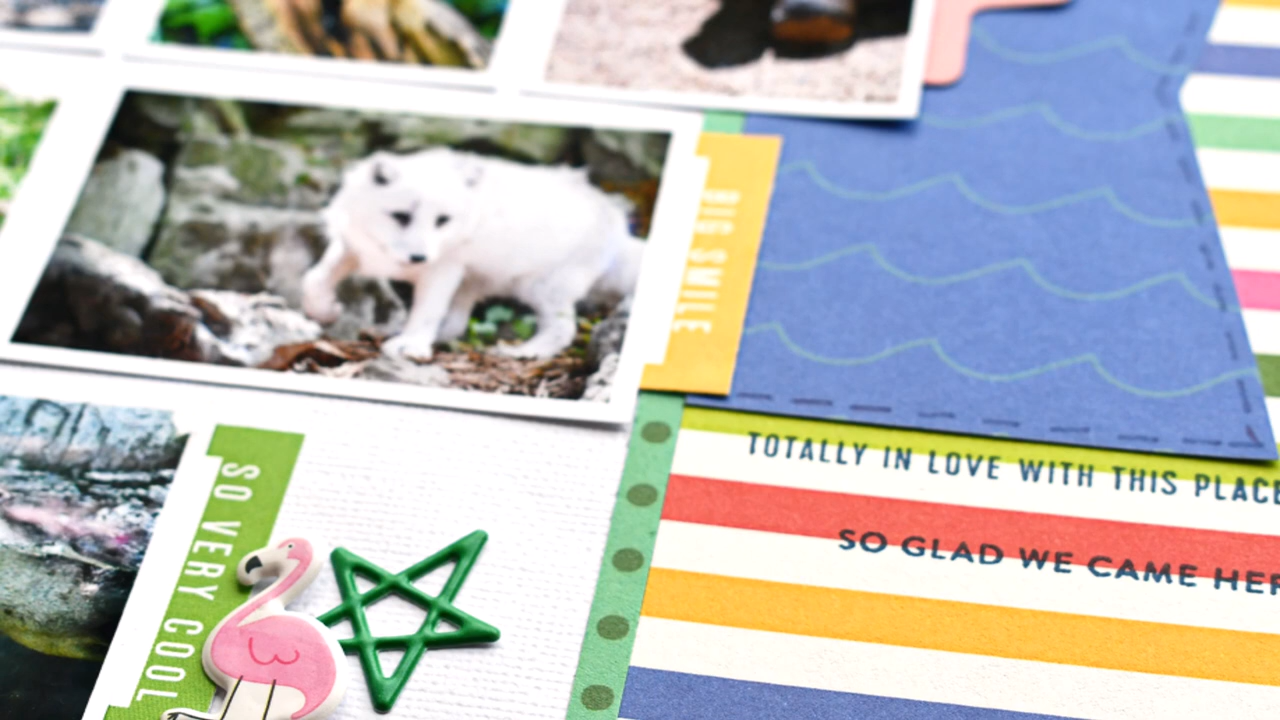 BIG SMILE
TOTALLY IN LOVE WITH THIS PLACE
SO GLAD WE CAME HER
SO VERY COOL